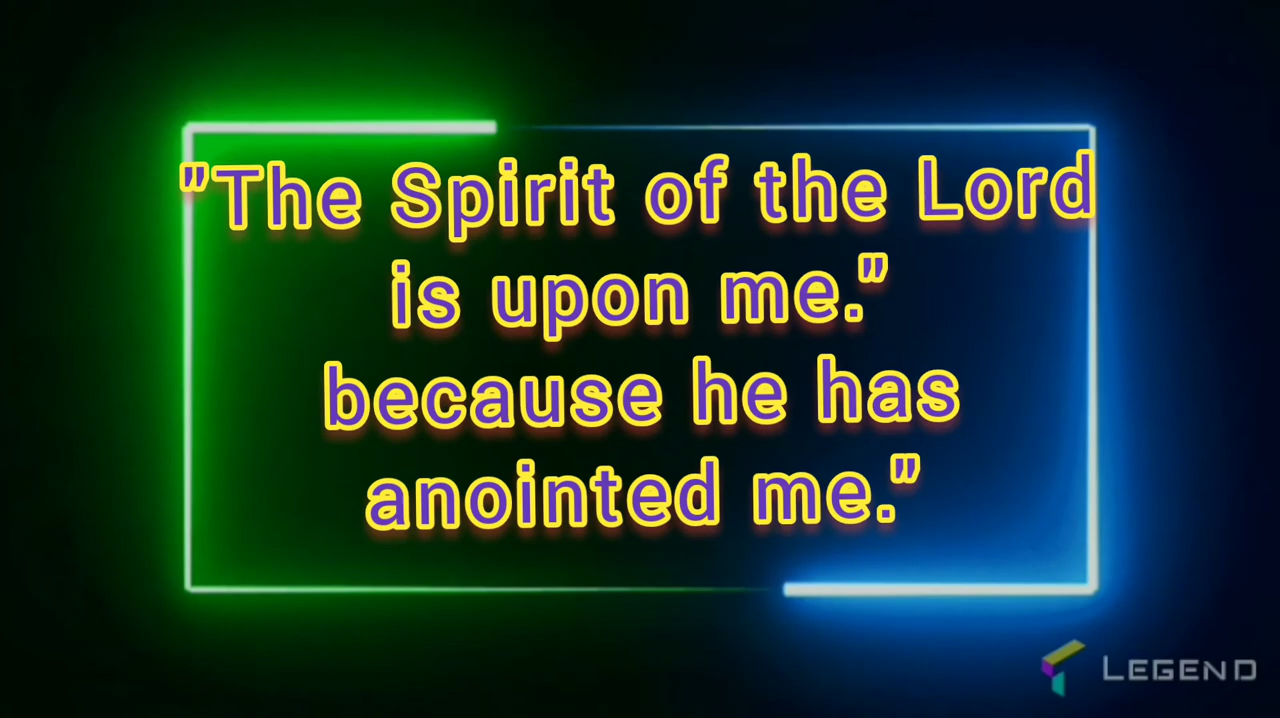 "The Spirit of the Lord
is upon me."
because he has
anointed me."
LEGEND